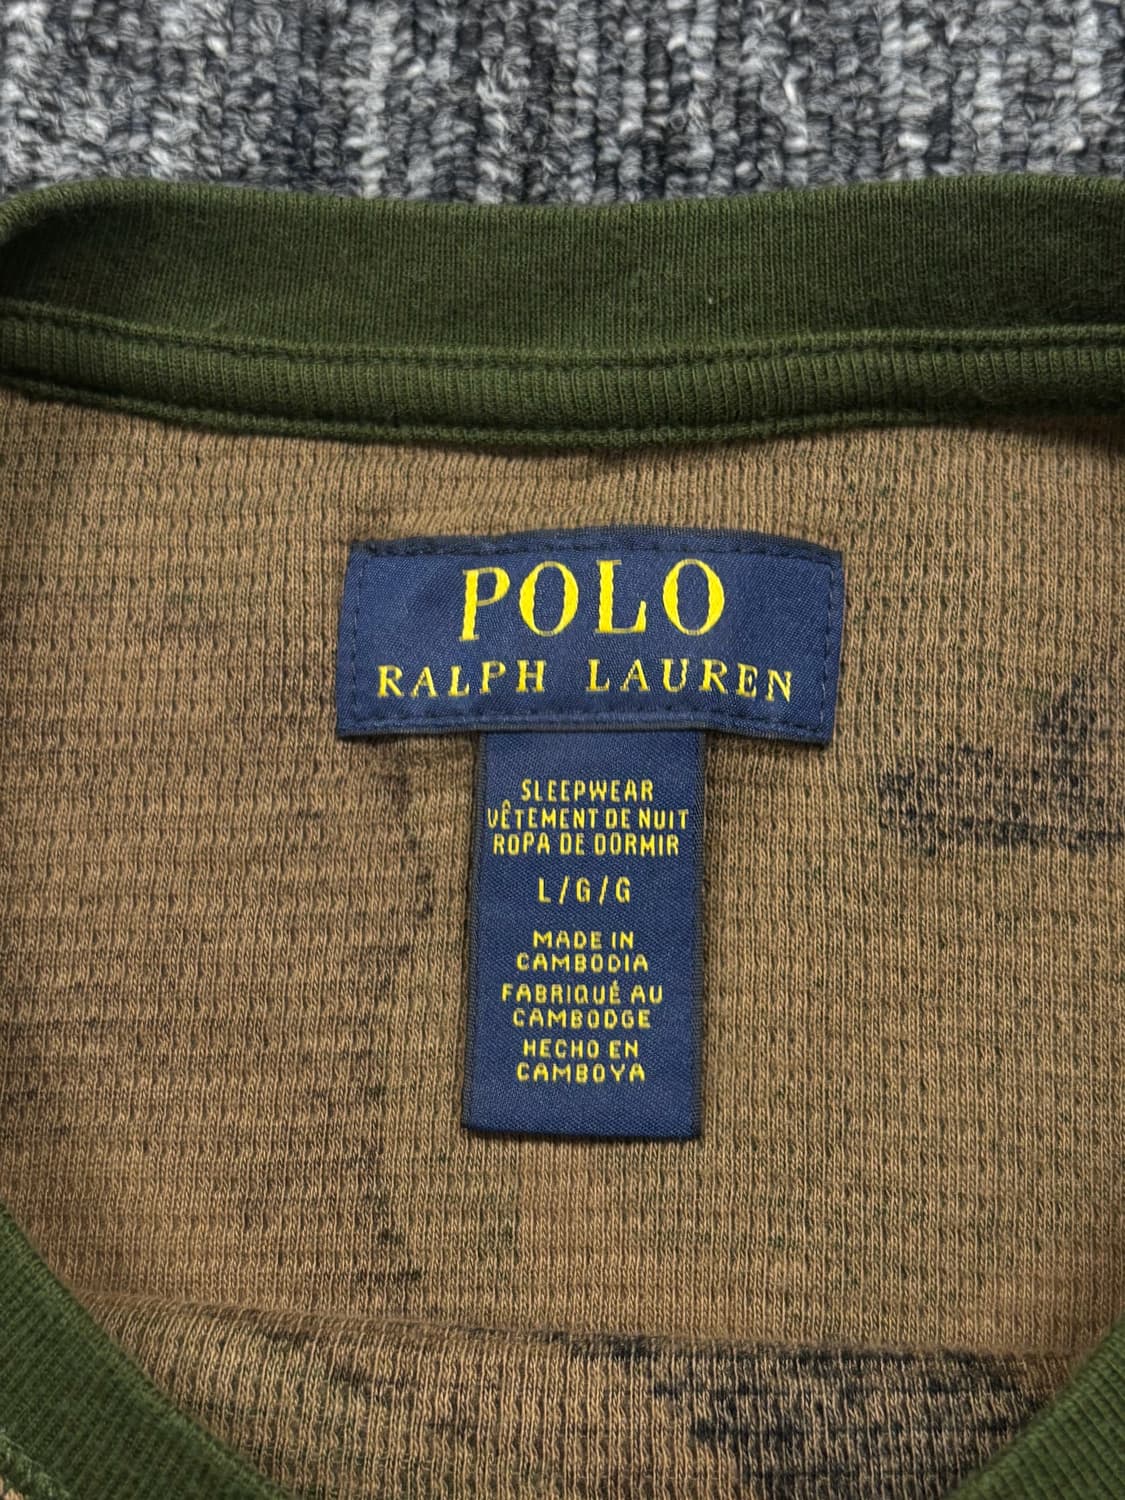 POLO
RALPH LAUREN
SLEEPWEAR
VÊTEMENT DE NUIT
ROPA DE DORMIR
L/G/G
MADE IN
CAMBODIA
FABRIQUÉ AU
CAMBODGE
HECHO EN
CAMBOYA